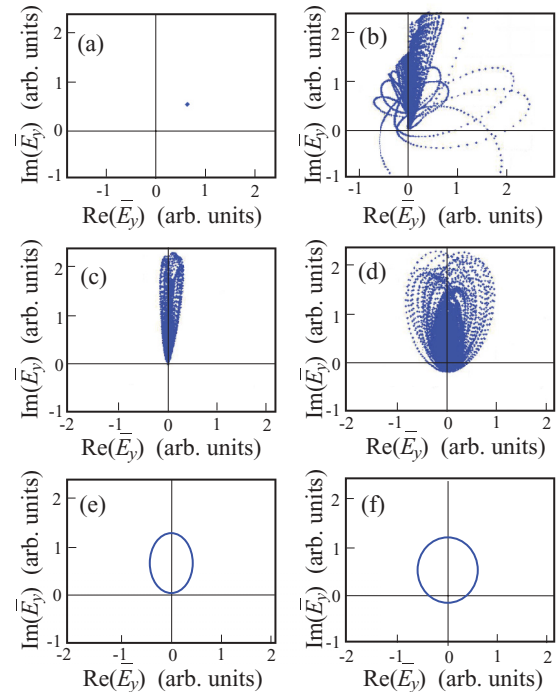 (a)
Im(E̅y) (arb. units)
2
1
0
-1
-1 0 1 2
Re(E̅y) (arb. units)
(b)
Im(E̅y) (arb. units)
2
1
0
-1
-1 0 1 2 3
Re(E̅y) (arb. units)
(c)
Im(E̅y) (arb. units)
2
1
0
-1
-2 -1 0 1 2
Re(E̅y) (arb. units)
(d)
Im(E̅y) (arb. units)
2
1
0
-1
-2 -1 0 1 2
Re(E̅y) (arb. units)
(e)
Im(E̅y) (arb. units)
2
1
0
-1
-2 -1 0 1 2
Re(E̅y) (arb. units)
(f)
Im(E̅y) (arb. units)
2
1
0
-1
-2 -1 0 1 2
Re(E̅y) (arb. units)